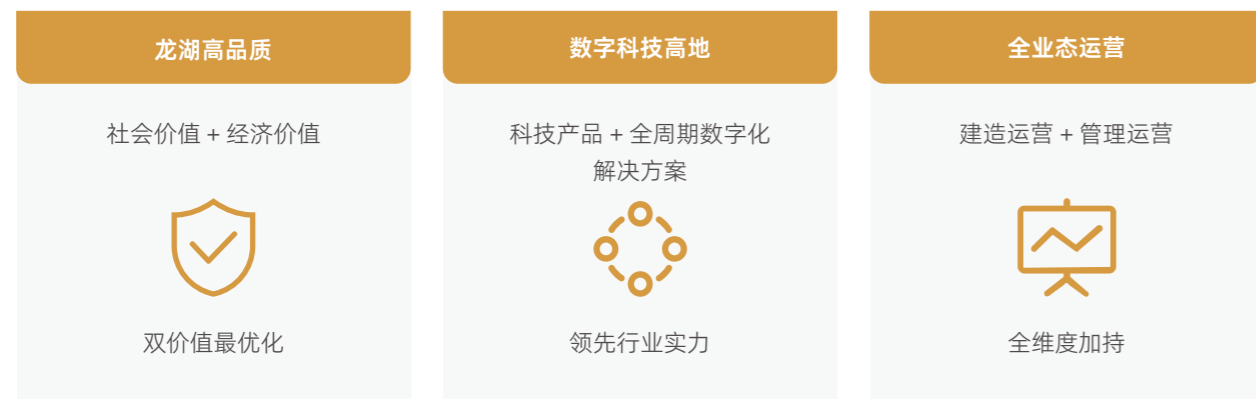 龙湖高品质
社会价值 + 经济价值
双价值最优化
数字科技高地
科技产品 + 全周期数字化
解决方案
领先行业实力
全业态运营
建造运营 + 管理运营
全维度加持